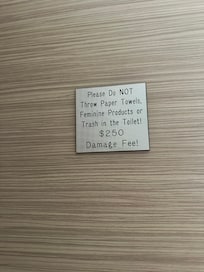 Please Do NOT
Throw Paper Towels,
Feminine Products or
Trash in the Toilet!
$250
Damage Fee!